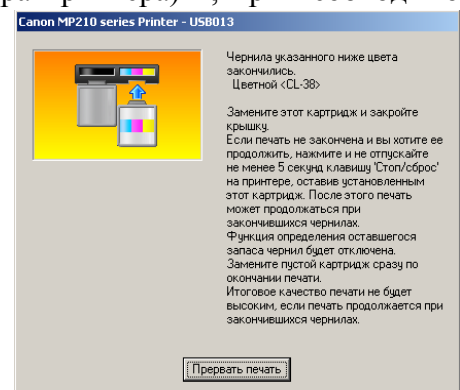 Canon MP210 series Printer - USB013
Чернила указанного ниже цвета
закончились.
Цветной <CL-38>
Замените этот картридж и закройте
крышку.
Если печать не закончена и вы хотите ее
продолжить, нажмите и не отпускайте
не менее 5 секунд клавишу 'Стоп/сброс'
на принтере, оставив установленным
этот картридж. После этого печать
может продолжаться при
закончившихся чернилах.
Функция определения оставшегося
запаса чернил будет отключена.
Замените пустой картридж сразу по
окончании печати.
Итоговое качество печати не будет
высоким, если печать продолжается при
закончившихся чернилах.
Прервать печать